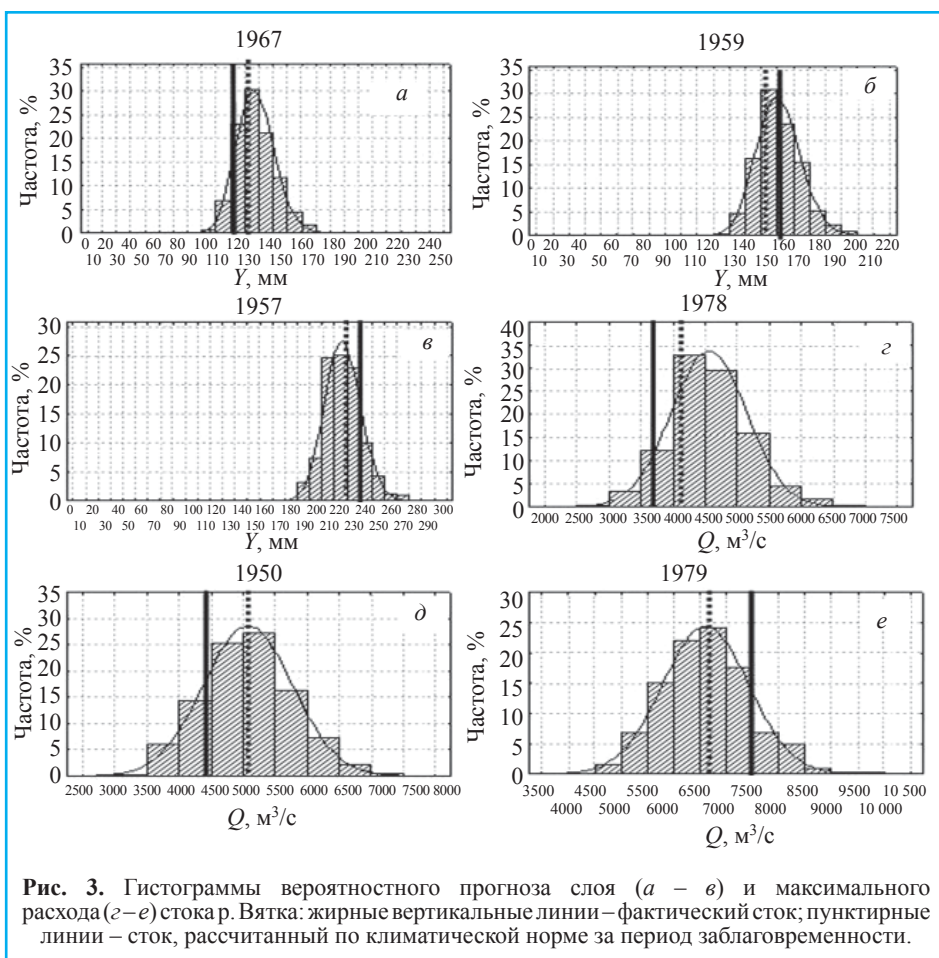 1967
Частота, %
35
30
25
20
15
10
5
0
а
0 20 40 60 80 100 120 140 160 180 200 220 240
10 30 50 70 90 110 130 150 170 190 210 230 250
Y, мм
1959
Частота, %
35
30
25
20
15
10
5
0
б
0 20 40 60 80 100 120 140 160 180 200 220
10 30 50 70 90 110 130 150 170 190 210
Y, мм
1957
Частота, %
30
25
20
15
10
5
0
в
0 20 40 60 80 100 120 140 160 180 200 220 240 260 280 300
10 30 50 70 90 110 130 150 170 190 210 230 250 270 290
Y, мм
1978
Частота, %
40
35
30
25
20
15
10
5
0
г
2000 2500 3000 3500 4000 4500 5000 5500 6000 6500 7000 7500
Q, м³/с
1950
Частота, %
35
30
25
20
15
10
5
0
д
2500 3000 3500 4000 4500 5000 5500 6000 6500 7000 7500 8000
Q, м³/с
1979
Частота, %
30
25
20
15
10
5
0
е
3500 4500 5500 6500 7500 8500 9500 10 500
4000 5000 6000 7000 8000 9000 10 000
Q, м³/с
Рис. 3. Гистограммы вероятностного прогноза слоя (а – в) и максимального
расхода (г–е) стока р. Вятка: жирные вертикальные линии – фактический сток; пунктирные
линии – сток, рассчитанный по климатической норме за период заблаговременности.